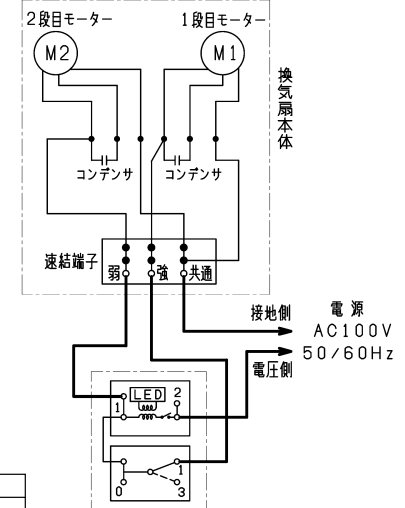 2段目モーター
1段目モーター
M2
M1
換気扇本体
コンデンサ
コンデンサ
速結端子
弱
強
共通
接地側
電源
AC100V
50/60Hz
電圧側
LED
1
2
1
0
3